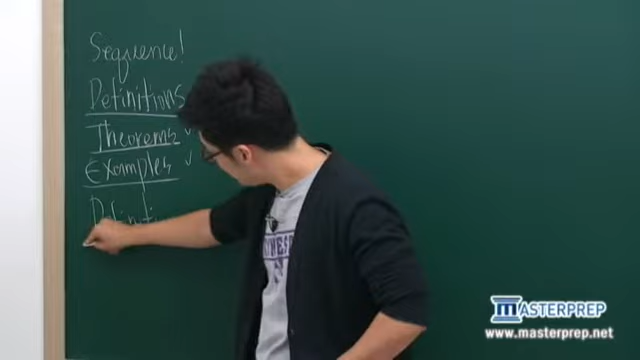 Sequence!
Definitions
Theorems ✓
Examples ✓
MASTERPREP
www.masterprep.net